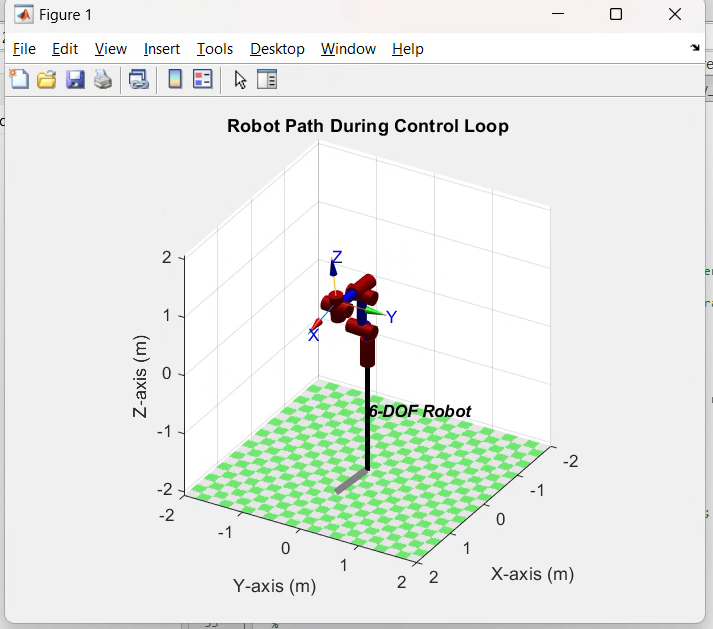 Figure 1
File Edit View Insert Tools Desktop Window Help
Robot Path During Control Loop
Z
Y
X
6-DOF Robot
2
1
0
-1
-2
Z-axis (m)
-2
-1
0
1
2
Y-axis (m)
2
1
0
-1
-2
X-axis (m)
%